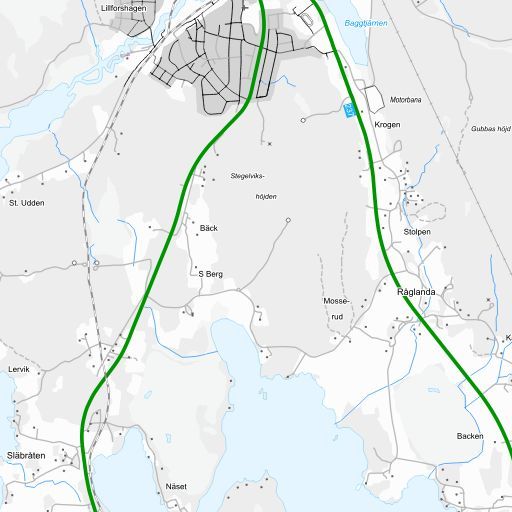 Lillforshagen
Baggtjärnen
Motorbana
Krogen
Gubbas höjd
Stegelviks-
höjden
St. Udden
Bäck
Stolpen
S Berg
Råglanda
Mosse-
rud
Lervik
Backen
Släbråten
Näset